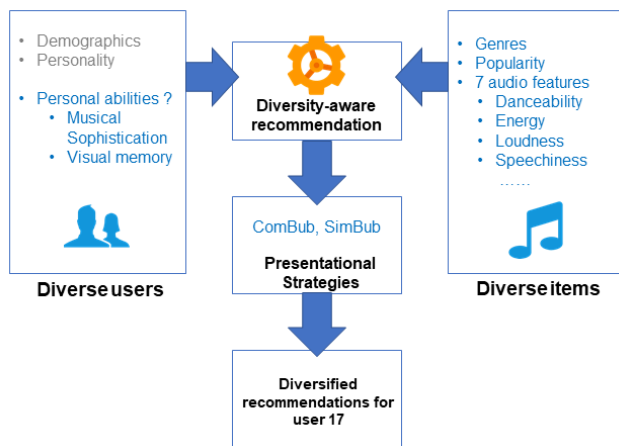 • Demographics
• Personality
• Personal abilities ?
• Musical
Sophistication
• Visual memory
Diverse users
Diversity-aware
recommendation
ComBub, SimBub
Presentational
Strategies
Diversified
recommendations for
user 17
• Genres
• Popularity
• 7 audio features
• Danceability
• Energy
• Loudness
• Speechiness
......
Diverse items